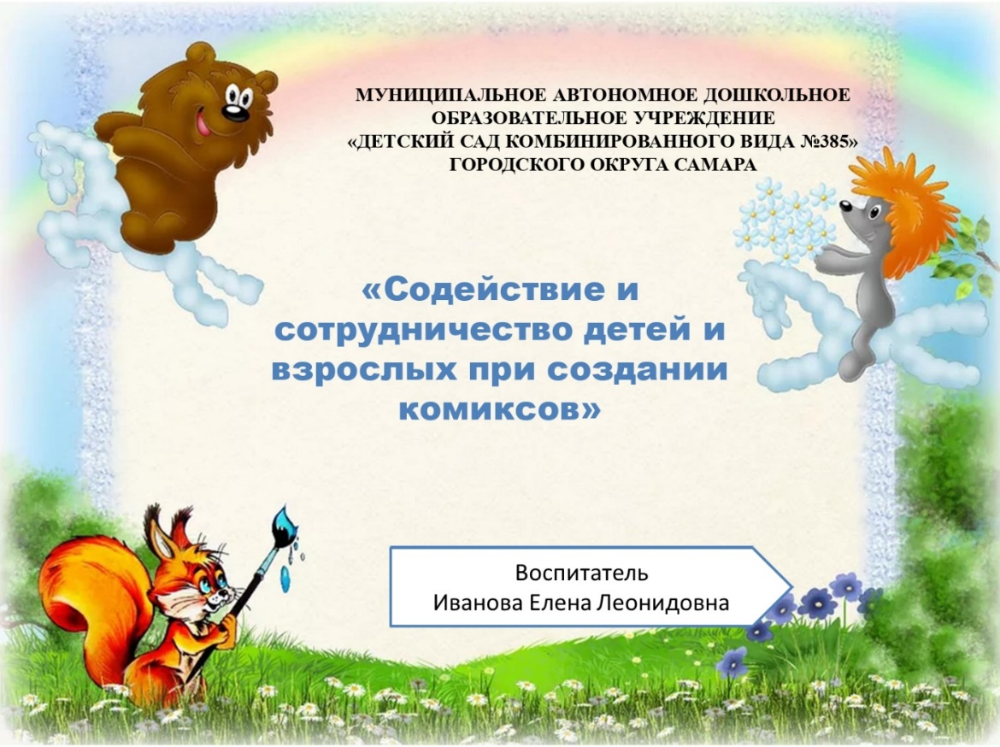 МУНИЦИПАЛЬНОЕ АВТОНОМНОЕ ДОШКОЛЬНОЕ
ОБРАЗОВАТЕЛЬНОЕ УЧРЕЖДЕНИЕ
«ДЕТСКИЙ САД КОМБИНИРОВАННОГО ВИДА №385»
ГОРОДСКОГО ОКРУГА САМАРА
«Содействие и
сотрудничество детей и
взрослых при создании
комиксов»
Воспитатель
Иванова Елена Леонидовна